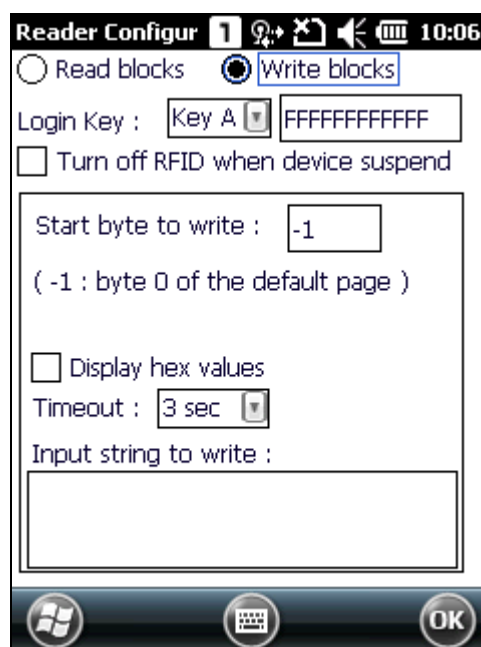 Reader Configur 1 10:06
Read blocks Write blocks
Login Key : Key A FFFFFFFFFFFF
Turn off RFID when device suspend
Start byte to write : -1
( -1 : byte 0 of the default page )
Display hex values
Timeout : 3 sec
Input string to write :
OK